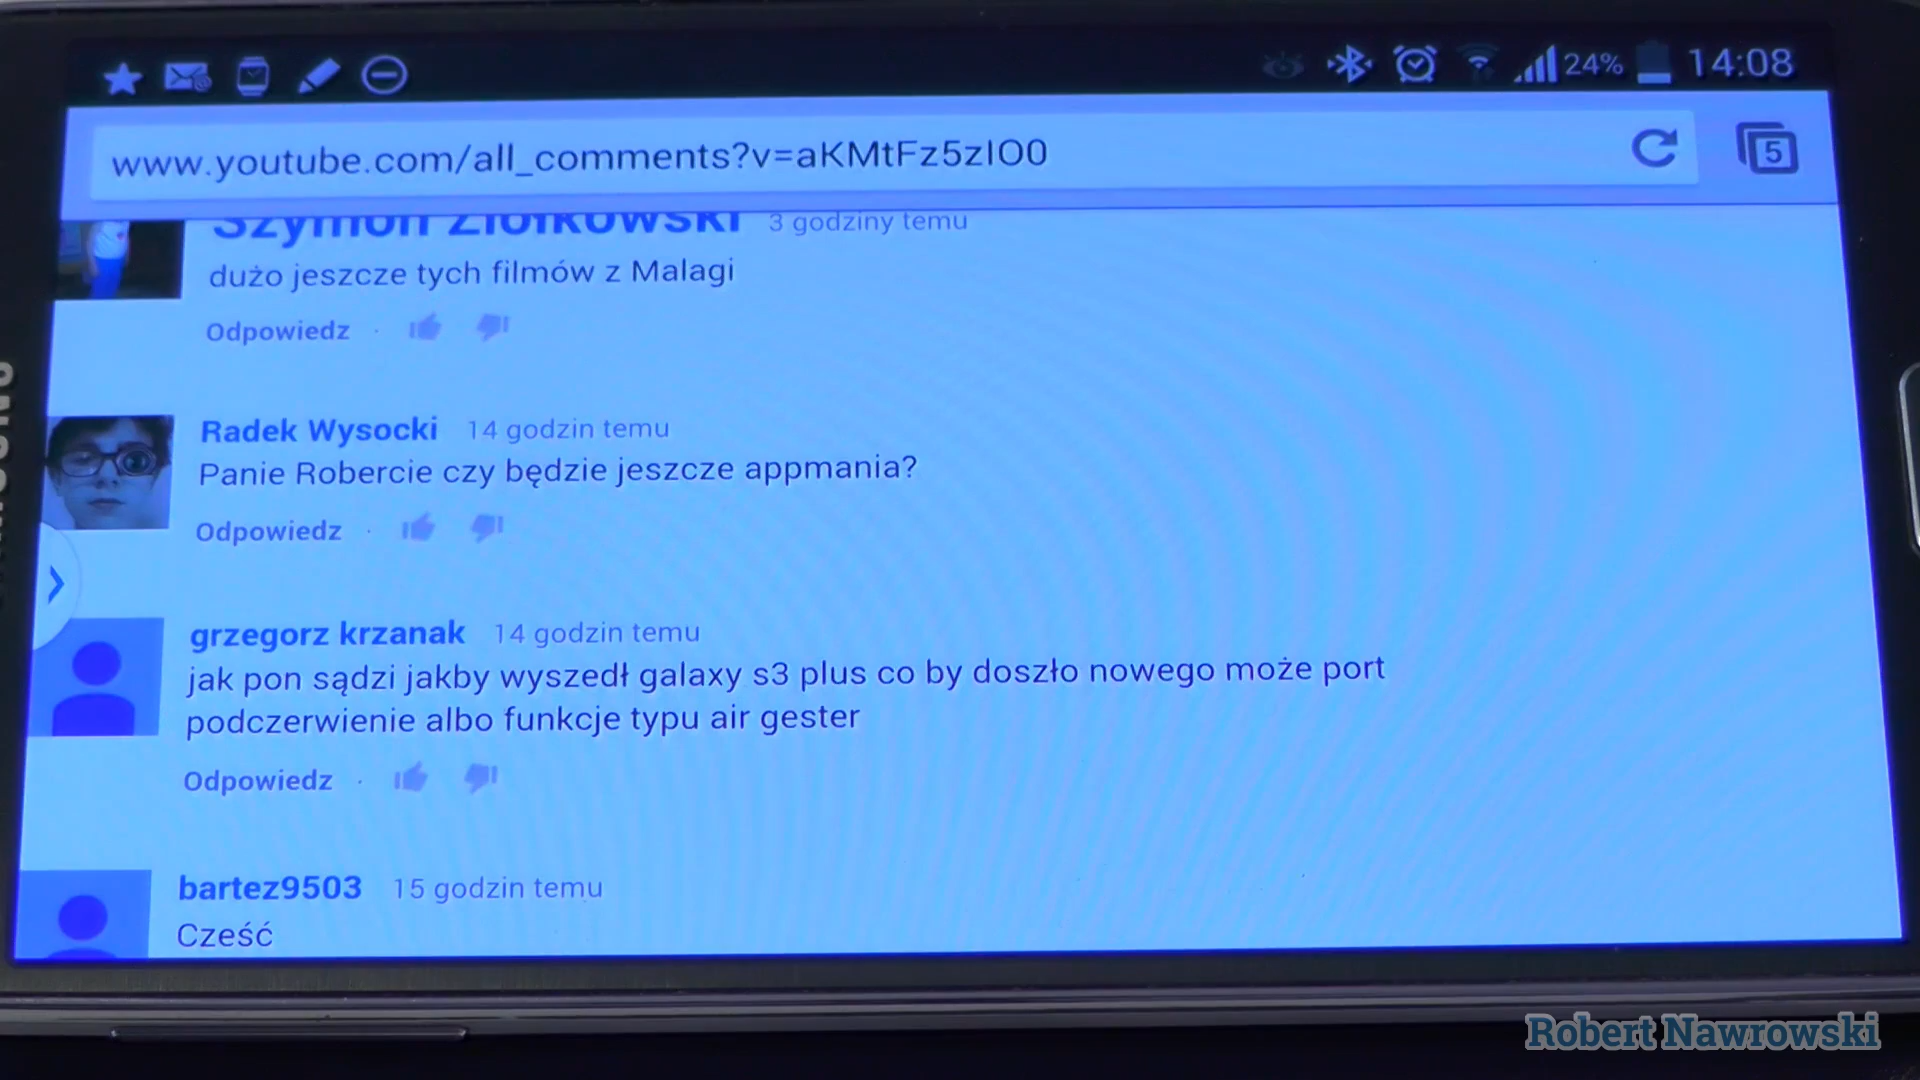 24% 14:08
www.youtube.com/all_comments?v=aKMtFz5zIO0
5
Szymon Ziółkowski 3 godziny temu
dużo jeszcze tych filmów z Malagi
Odpowiedz
Radek Wysocki 14 godzin temu
Panie Robercie czy będzie jeszcze appmania?
Odpowiedz
grzegorz krzanak 14 godzin temu
jak pon sądzi jakby wyszedł galaxy s3 plus co by doszło nowego może port
podczerwienie albo funkcje typu air gester
Odpowiedz
bartez9503 15 godzin temu
Cześć
Robert Nawrowski